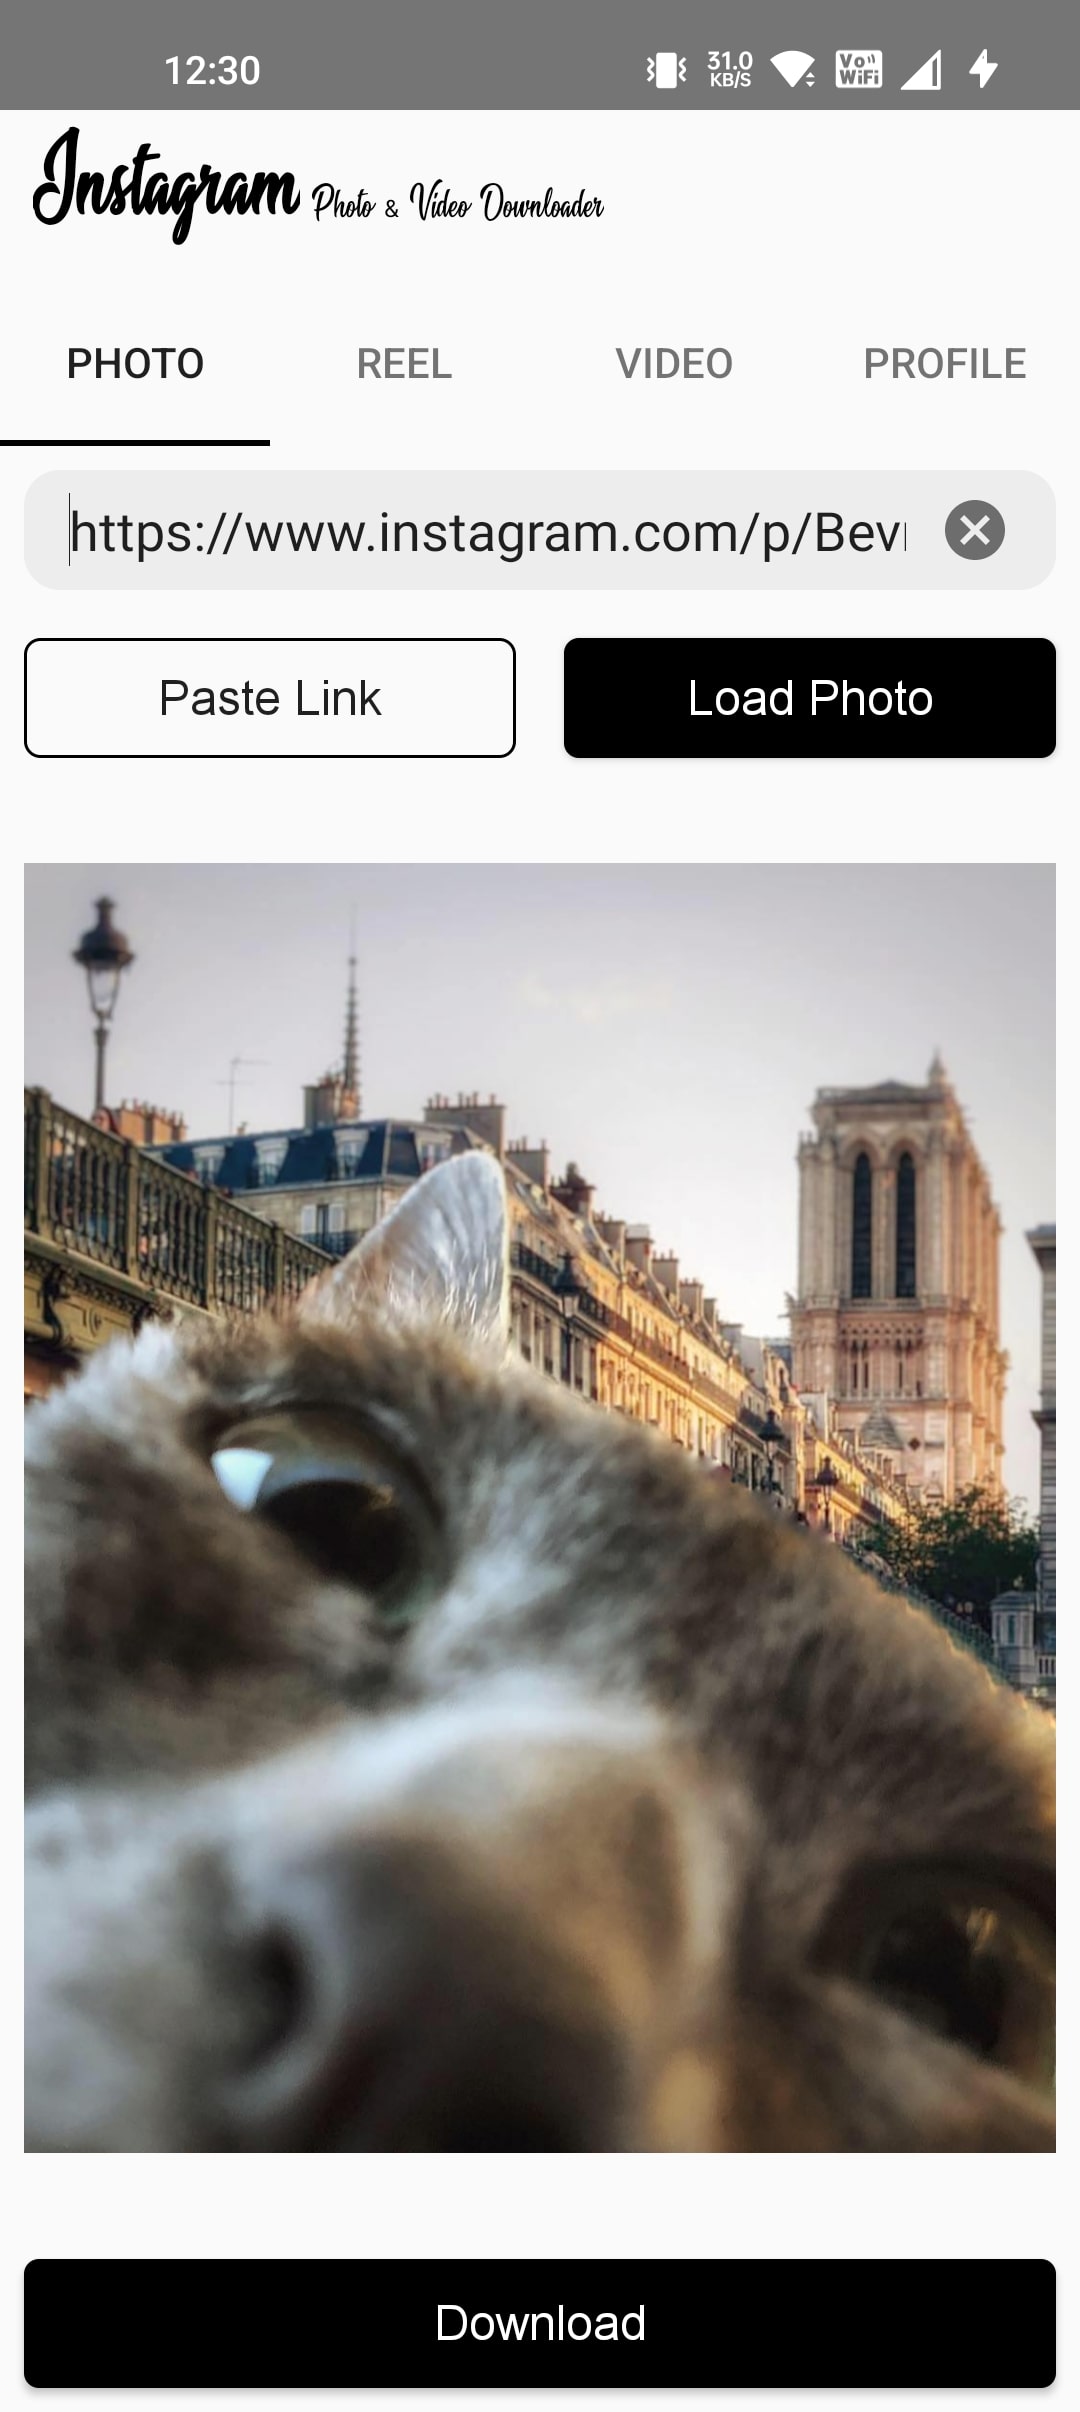 12:30
31.0
KB/S
Vo
WiFi
Instagram Photo & Video Downloader
PHOTO REEL VIDEO PROFILE
https://www.instagram.com/p/Bev
Paste Link Load Photo
Download